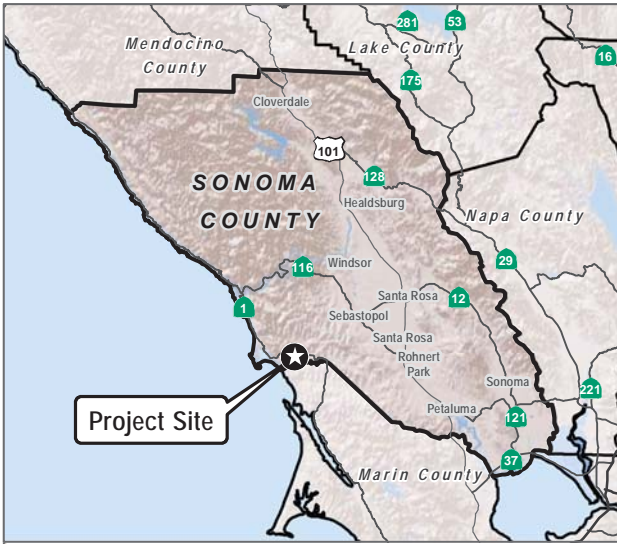 281
53
Mendocino
County
Lake County
16
175
Cloverdale
101
128
SONOMA
COUNTY
Healdsburg
Napa County
29
116
Windsor
Santa Rosa
12
1
Sebastopol
Santa Rosa
Rohnert
Park
Sonoma
221
Project Site
Petaluma
121
37
Marin County